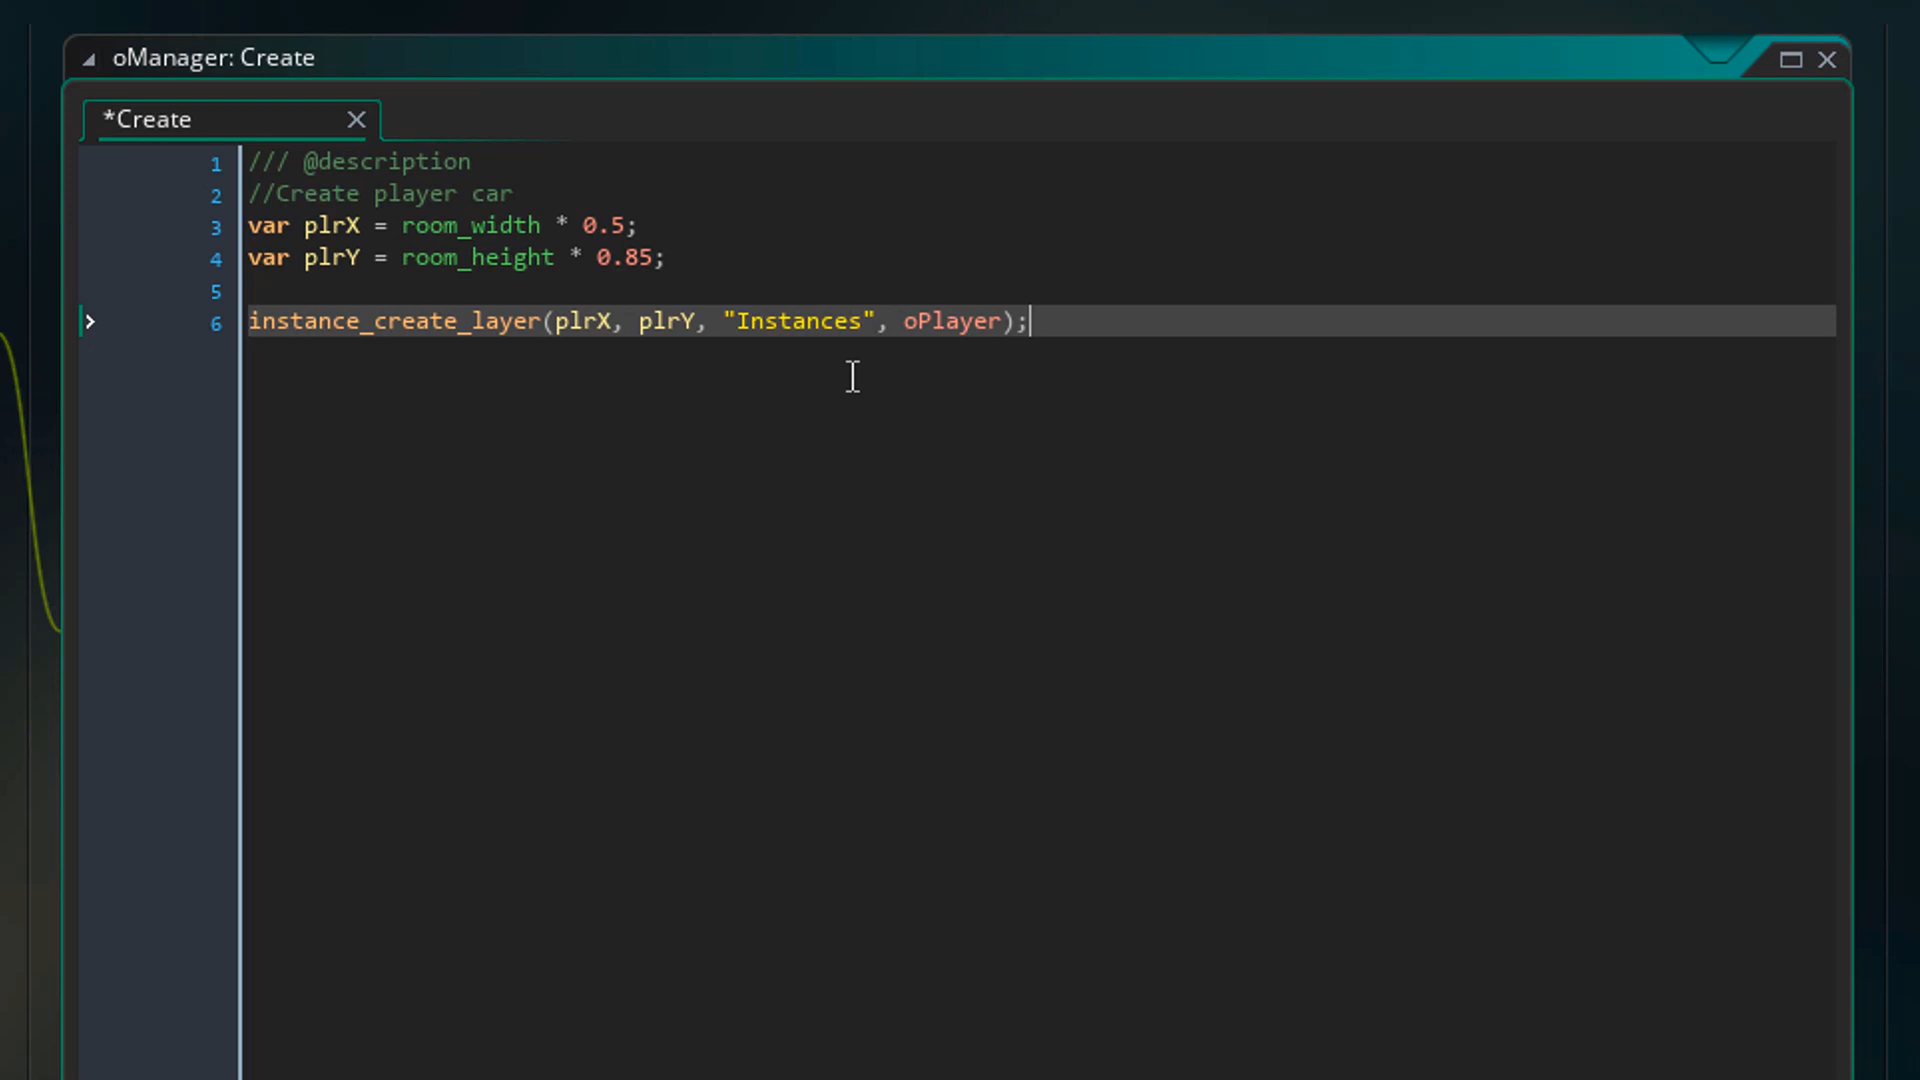 oManager: Create
*Create
1 /// @description
2 //Create player car
3 var plrX = room_width * 0.5;
4 var plrY = room_height * 0.85;
5
6 instance_create_layer(plrX, plrY, "Instances", oPlayer);